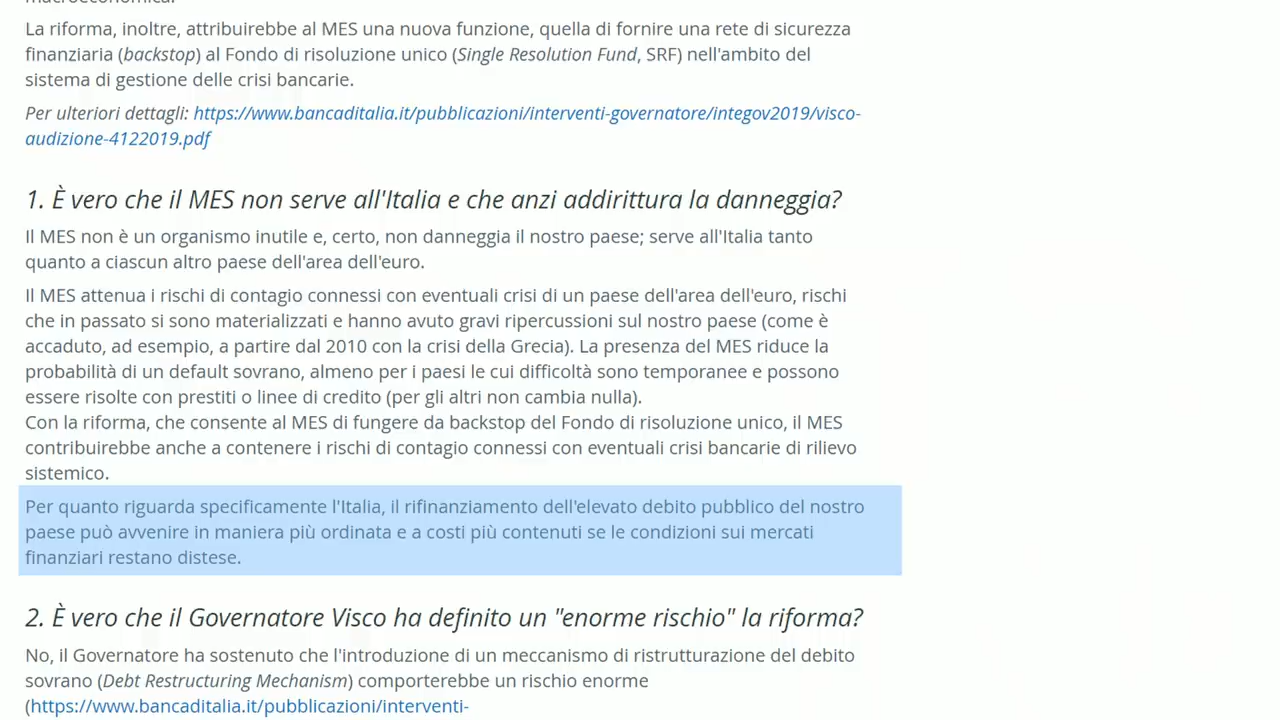 La riforma, inoltre, attribuirebbe al MES una nuova funzione, quella di fornire una rete di sicurezza
finanziaria (backstop) al Fondo di risoluzione unico (Single Resolution Fund, SRF) nell'ambito del
sistema di gestione delle crisi bancarie.
Per ulteriori dettagli: https://www.bancaditalia.it/pubblicazioni/interventi-governatore/integov2019/visco-
audizione-4122019.pdf
1. È vero che il MES non serve all'Italia e che anzi addirittura la danneggia?
Il MES non è un organismo inutile e, certo, non danneggia il nostro paese; serve all'Italia tanto
quanto a ciascun altro paese dell'area dell'euro.
Il MES attenua i rischi di contagio connessi con eventuali crisi di un paese dell'area dell'euro, rischi
che in passato si sono materializzati e hanno avuto gravi ripercussioni sul nostro paese (come è
accaduto, ad esempio, a partire dal 2010 con la crisi della Grecia). La presenza del MES riduce la
probabilità di un default sovrano, almeno per i paesi le cui difficoltà sono temporanee e possono
essere risolte con prestiti o linee di credito (per gli altri non cambia nulla).
Con la riforma, che consente al MES di fungere da backstop del Fondo di risoluzione unico, il MES
contribuirebbe anche a contenere i rischi di contagio connessi con eventuali crisi bancarie di rilievo
sistemico.
Per quanto riguarda specificamente l'Italia, il rifinanziamento dell'elevato debito pubblico del nostro
paese può avvenire in maniera più ordinata e a costi più contenuti se le condizioni sui mercati
finanziari restano distese.
2. È vero che il Governatore Visco ha definito un "enorme rischio" la riforma?
No, il Governatore ha sostenuto che l'introduzione di un meccanismo di ristrutturazione del debito
sovrano (Debt Restructuring Mechanism) comporterebbe un rischio enorme
(https://www.bancaditalia.it/pubblicazioni/interventi-